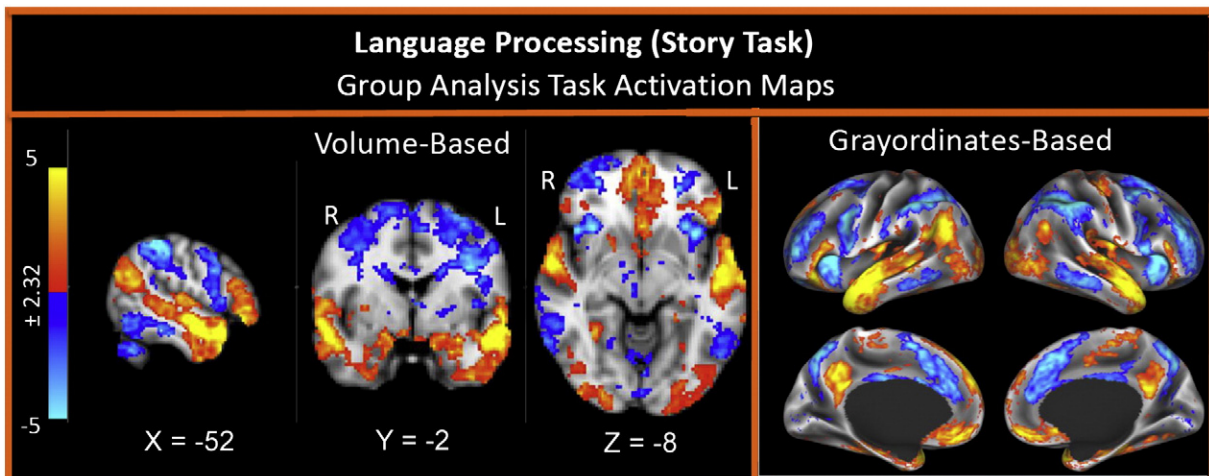 Language Processing (Story Task)
Group Analysis Task Activation Maps
Volume-Based
Grayordinates-Based
5
±2.32
-5
R
L
R
L
X = -52
Y = -2
Z = -8